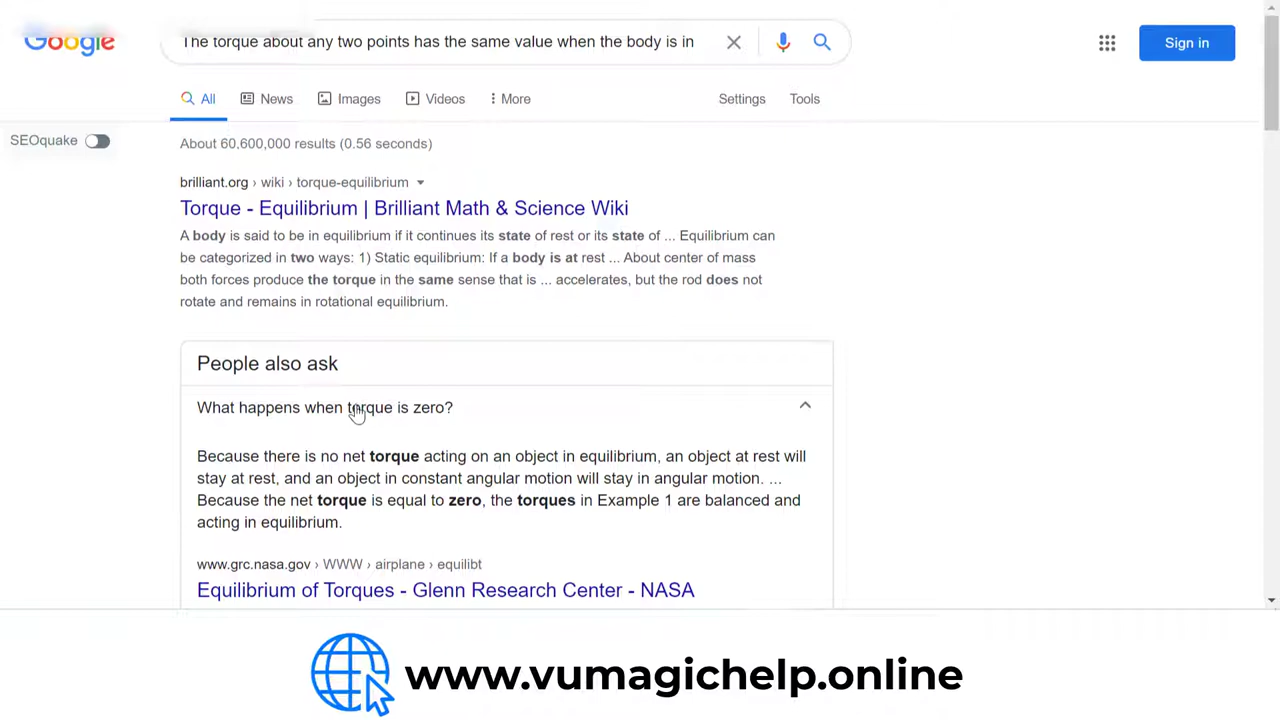 Google
The torque about any two points has the same value when the body is in
Sign in
All News Images Videos More Settings Tools
SEOquake
About 60,600,000 results (0.56 seconds)
brilliant.org › wiki › torque-equilibrium
Torque - Equilibrium | Brilliant Math & Science Wiki
A body is said to be in equilibrium if it continues its state of rest or its state of ... Equilibrium can
be categorized in two ways: 1) Static equilibrium: If a body is at rest ... About center of mass
both forces produce the torque in the same sense that is ... accelerates, but the rod does not
rotate and remains in rotational equilibrium.
People also ask
What happens when torque is zero?
Because there is no net torque acting on an object in equilibrium, an object at rest will
stay at rest, and an object in constant angular motion will stay in angular motion. ...
Because the net torque is equal to zero, the torques in Example 1 are balanced and
acting in equilibrium.
www.grc.nasa.gov › WWW › airplane › equilibt
Equilibrium of Torques - Glenn Research Center - NASA
www.vumagichelp.online